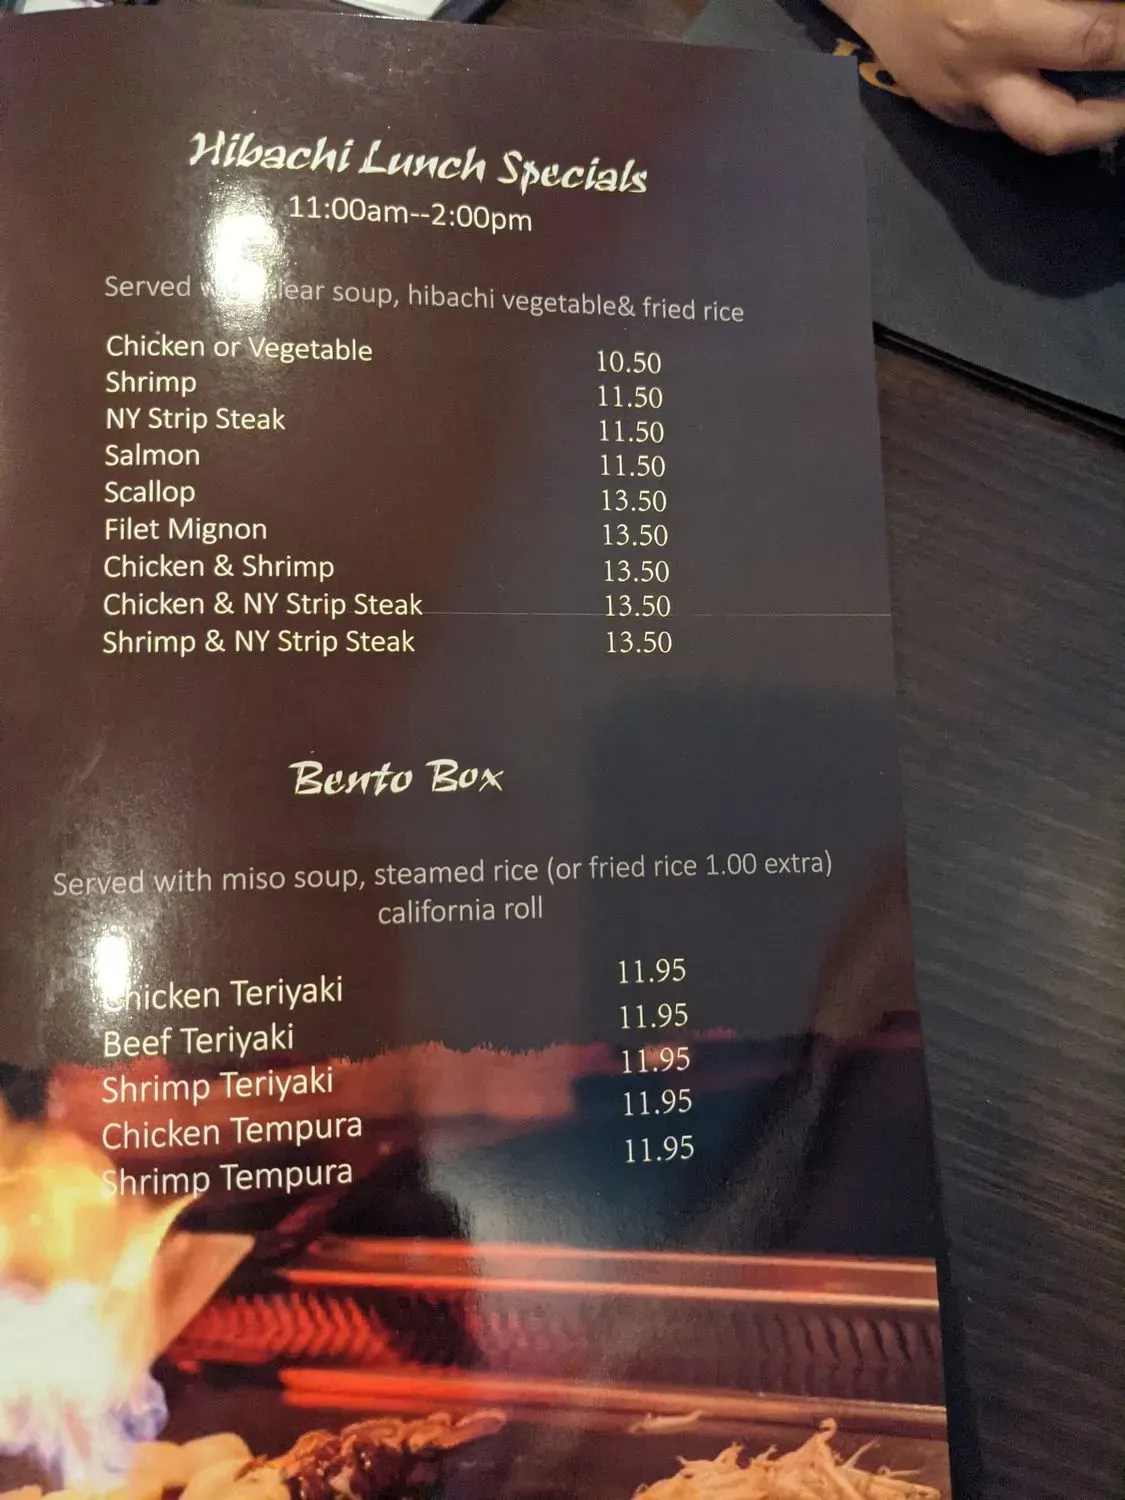 Hibachi Lunch Specials
11:00am--2:00pm
Served clear soup, hibachi vegetable& fried rice
Chicken or Vegetable 10.50
Shrimp 11.50
NY Strip Steak 11.50
Salmon 11.50
Scallop 13.50
Filet Mignon 13.50
Chicken & Shrimp 13.50
Chicken & NY Strip Steak 13.50
Shrimp & NY Strip Steak 13.50
Bento Box
Served with miso soup, steamed rice (or fried rice 1.00 extra)
california roll
Chicken Teriyaki 11.95
Beef Teriyaki 11.95
Shrimp Teriyaki 11.95
Chicken Tempura 11.95
Shrimp Tempura 11.95